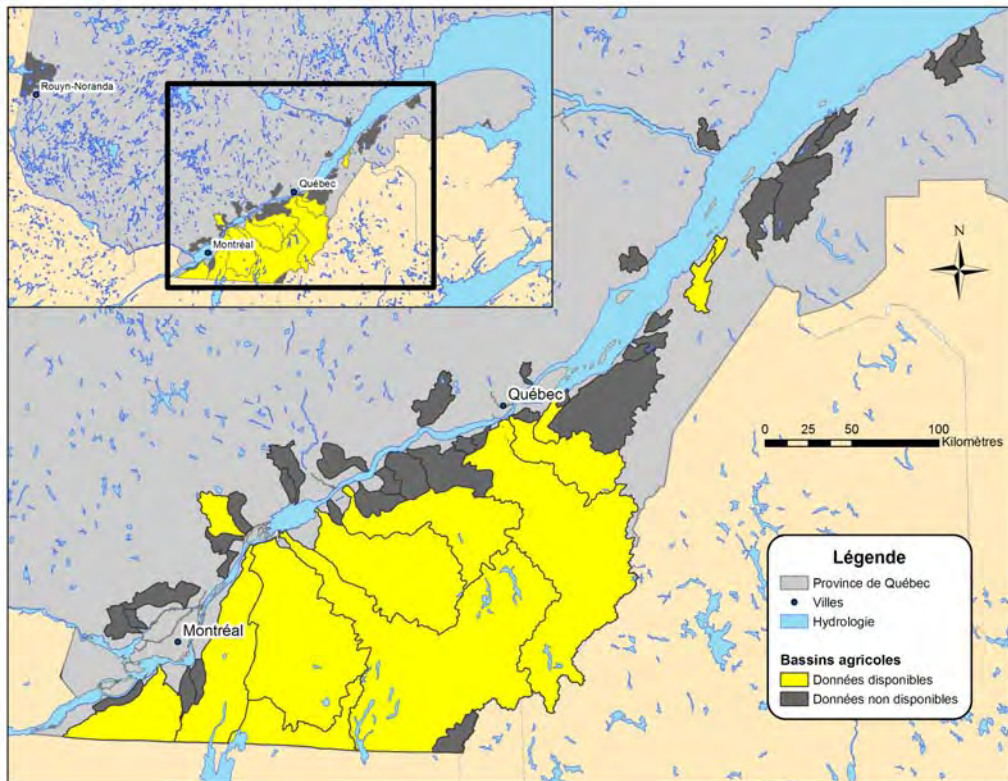 Rouyn-Noranda
Québec
Montréal
N
Québec
0 25 50 100
Kilomètres
Montréal
Légende
Province de Québec
Villes
Hydrologie
Bassins agricoles
Données disponibles
Données non disponibles